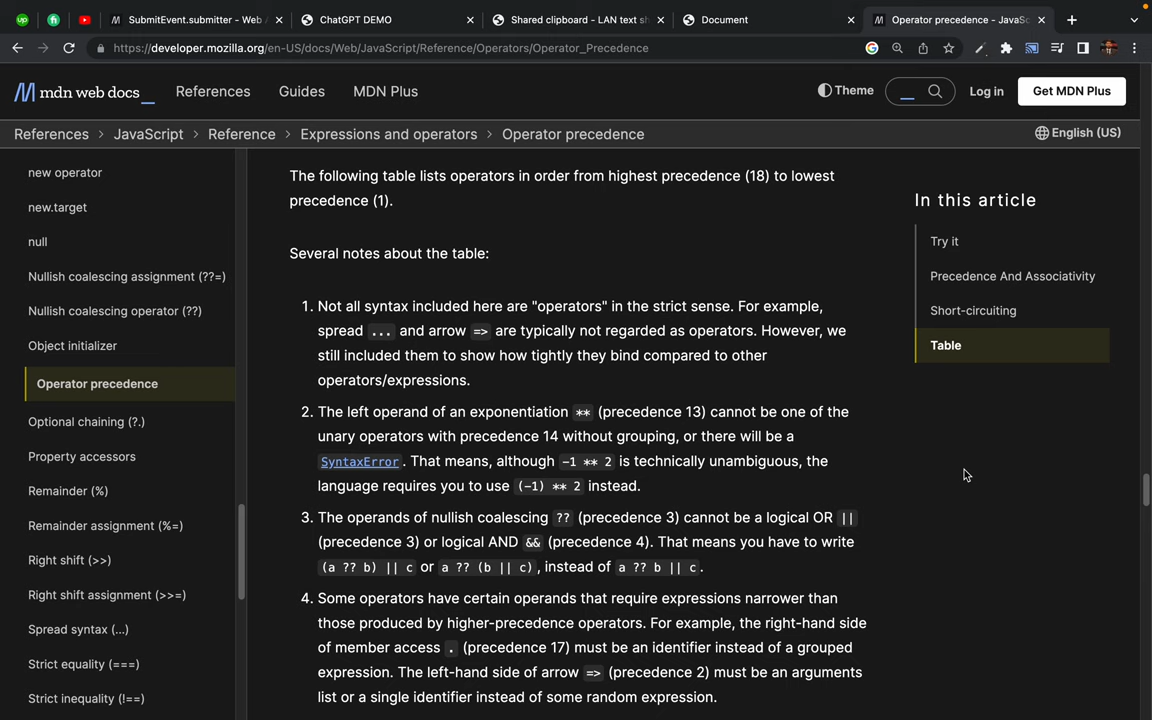 SubmitEvent.submitter - Web A
ChatGPT DEMO
Shared clipboard - LAN text sh
Document
Operator precedence - JavaSc
https://developer.mozilla.org/en-US/docs/Web/JavaScript/Reference/Operators/Operator_Precedence
mdn web docs_
References
Guides
MDN Plus
Theme
Log in
Get MDN Plus
References > JavaScript > Reference > Expressions and operators > Operator precedence
English (US)
new operator
new.target
null
Nullish coalescing assignment (??=)
Nullish coalescing operator (??)
Object initializer
Operator precedence
Optional chaining (?.)
Property accessors
Remainder (%)
Remainder assignment (%=)
Right shift (>>)
Right shift assignment (>>=)
Spread syntax (...)
Strict equality (===)
Strict inequality (!==)
The following table lists operators in order from highest precedence (18) to lowest
precedence (1).
Several notes about the table:
1. Not all syntax included here are "operators" in the strict sense. For example,
spread ... and arrow => are typically not regarded as operators. However, we
still included them to show how tightly they bind compared to other
operators/expressions.
2. The left operand of an exponentiation ** (precedence 13) cannot be one of the
unary operators with precedence 14 without grouping, or there will be a
SyntaxError. That means, although -1 ** 2 is technically unambiguous, the
language requires you to use (-1) ** 2 instead.
3. The operands of nullish coalescing ?? (precedence 3) cannot be a logical OR ||
(precedence 3) or logical AND && (precedence 4). That means you have to write
(a ?? b) || c or a ?? (b || c), instead of a ?? b || c.
4. Some operators have certain operands that require expressions narrower than
those produced by higher-precedence operators. For example, the right-hand side
of member access . (precedence 17) must be an identifier instead of a grouped
expression. The left-hand side of arrow => (precedence 2) must be an arguments
list or a single identifier instead of some random expression.
In this article
Try it
Precedence And Associativity
Short-circuiting
Table